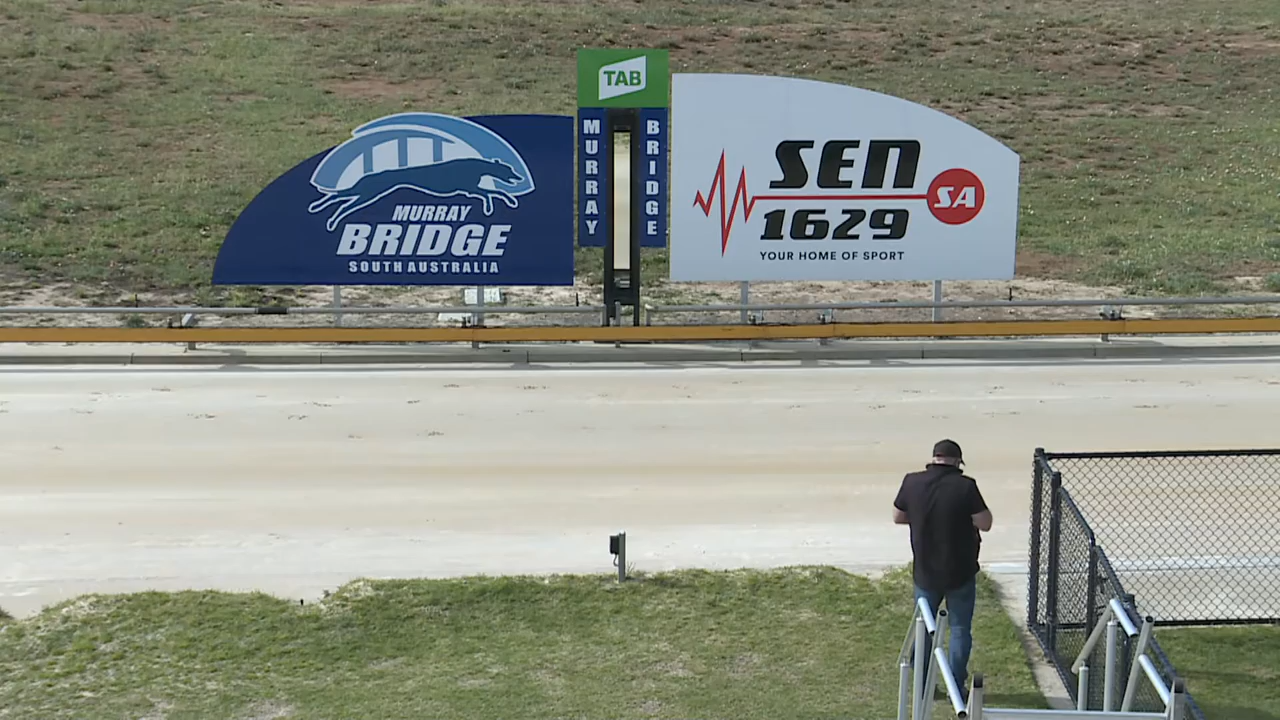 TAB
MURRAY
BRIDGE
MURRAY
BRIDGE
SOUTH AUSTRALIA
SEN
SA
1629
YOUR HOME OF SPORT